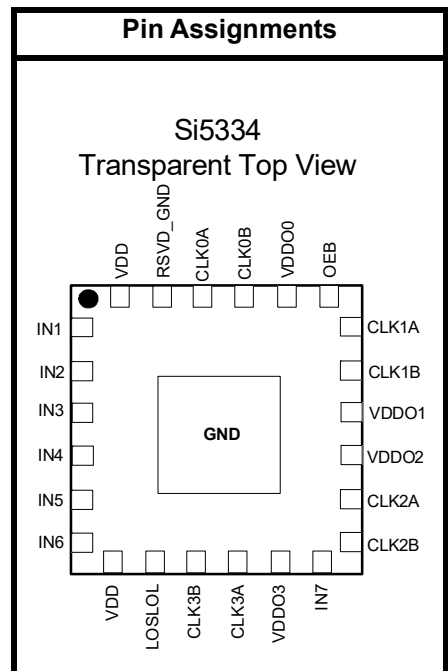 Pin Assignments
Si5334
Transparent Top View
VDD
RSVD_GND
CLK0A
CLK0B
VDDO0
OEB
IN1
IN2
IN3
IN4
IN5
IN6
GND
CLK1A
CLK1B
VDDO1
VDDO2
CLK2A
CLK2B
VDD
LOSLOL
CLK3B
CLK3A
VDDO3
IN7